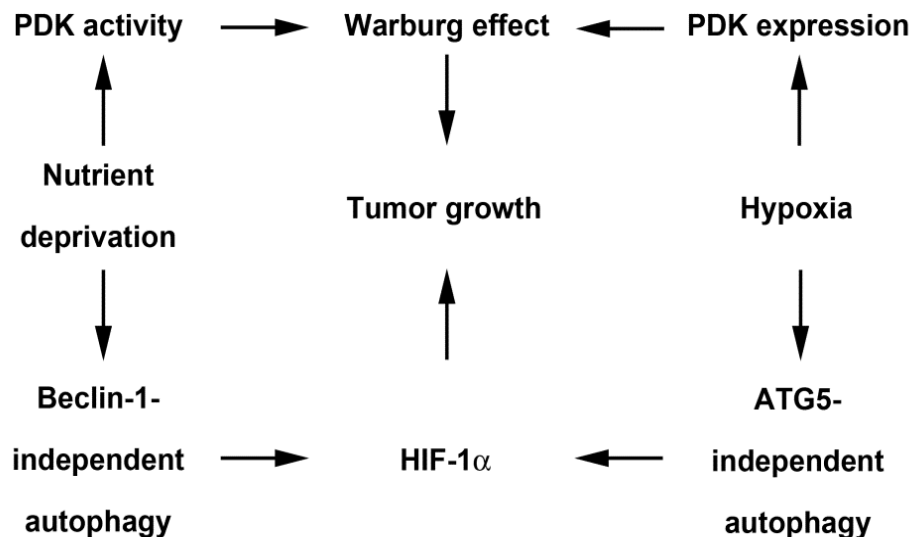 PDK activity
Warburg effect
PDK expression
Nutrient
deprivation
Tumor growth
Hypoxia
Beclin-1-
independent
autophagy
HIF-1α
ATG5-
independent
autophagy